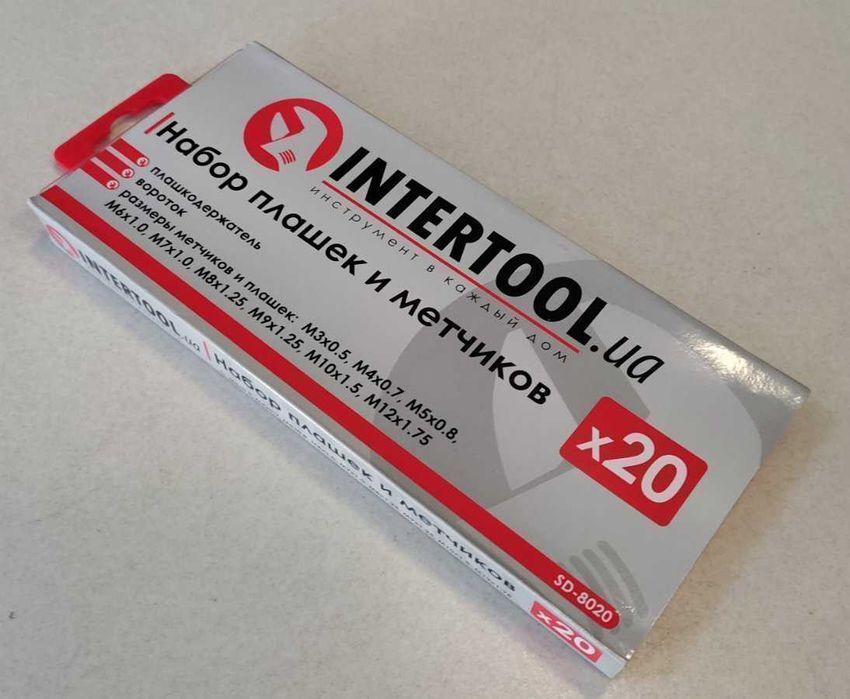 INTERTOOL.ua
инструмент в каждый дом
Набор плашек и метчиков
плашкодержатель
вороток
размеры метчиков и плашек: M3x0.5, M4x0.7, M5x0.8,
M6x1.0, M7x1.0, M8x1.25, M9x1.25, M10x1.5, M12x1.75
x20
SD-8020
INTERTOOL.ua
Набор плашек и метчиков
x20